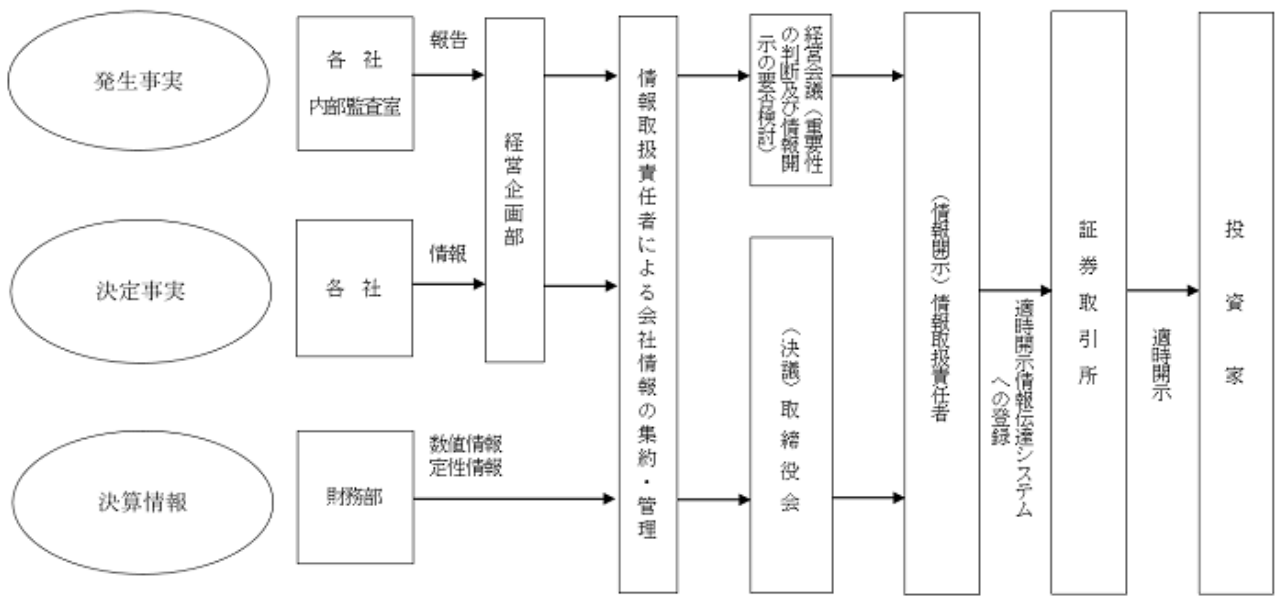 発生事実
各 社
内部監査室
報告
決定事実
各 社
情報
決算情報
財務部
数値情報
定性情報
経営企画部
情報取扱責任者による会社情報の集約・管理
経営会議（重要性
の判断及び情報開
示の要否検討）
（決議）取締役会
（情報開示）情報取扱責任者
適時開示情報伝達システム
への登録
証券取引所
適時開示
投資家